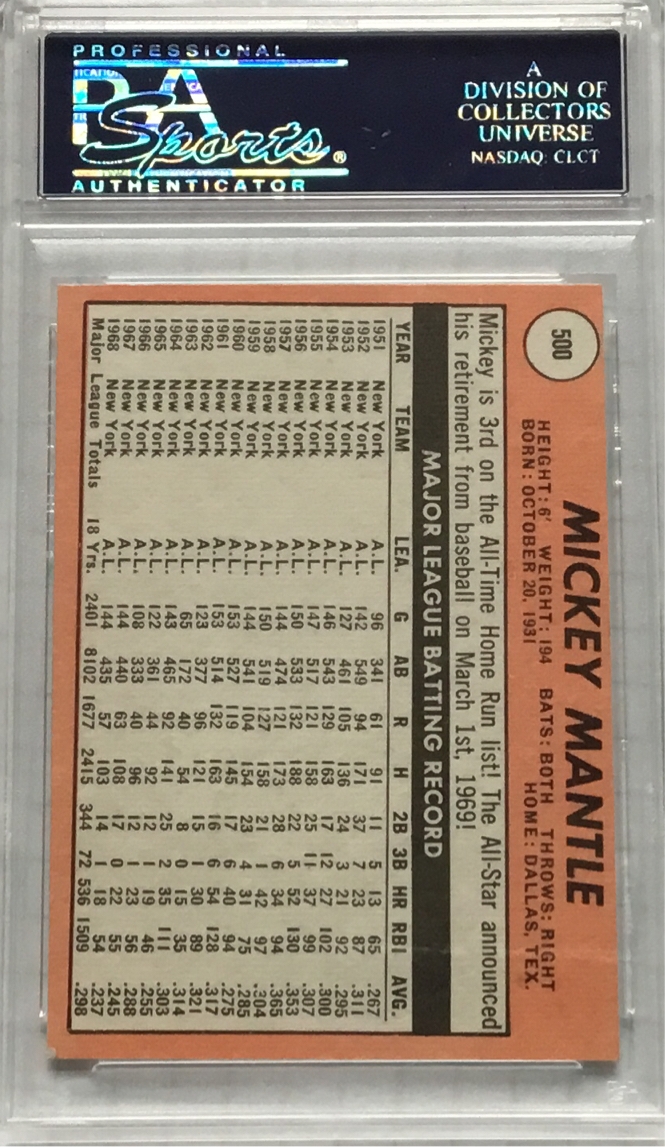 PROFESSIONAL
PSA
Sports®
AUTHENTICATOR
A
DIVISION OF
COLLECTORS
UNIVERSE
NASDAQ: CLCT
500
MICKEY MANTLE
HEIGHT: 6' WEIGHT: 194 BATS: BOTH THROWS: RIGHT
BORN: OCTOBER 20, 1931 HOME: DALLAS, TEX.
Mickey is 3rd on the All-Time Home Run list! The All-Star announced
his retirement from baseball on March 1st, 1969!
MAJOR LEAGUE BATTING RECORD
YEAR TEAM LEA. G AB R H 2B 3B HR RBI AVG.
1951 New York A.L. 96 341 61 91 11 5 13 65 .267
1952 New York A.L. 142 549 94 171 37 7 23 87 .311
1953 New York A.L. 127 461 105 136 24 3 21 92 .295
1954 New York A.L. 146 543 129 163 17 12 27 102 .300
1955 New York A.L. 147 517 121 158 25 11 37 99 .307
1956 New York A.L. 150 533 132 188 22 5 52 130 .353
1957 New York A.L. 144 474 121 173 28 6 34 94 .365
1958 New York A.L. 150 519 127 158 21 1 42 97 .304
1959 New York A.L. 144 541 104 154 23 4 31 75 .285
1960 New York A.L. 153 527 119 145 17 6 40 94 .275
1961 New York A.L. 153 514 132 163 16 6 54 128 .317
1962 New York A.L. 123 377 96 121 15 1 30 89 .321
1963 New York A.L. 65 172 40 54 8 0 15 35 .314
1964 New York A.L. 143 465 92 141 25 2 35 111 .303
1965 New York A.L. 122 361 44 92 12 1 19 46 .255
1966 New York A.L. 108 333 40 96 12 1 23 56 .288
1967 New York A.L. 144 440 63 108 17 0 22 55 .245
1968 New York A.L. 144 435 57 103 14 1 18 54 .237
Major League Totals 18 Yrs. 2401 8102 1677 2415 344 72 536 1509 .298